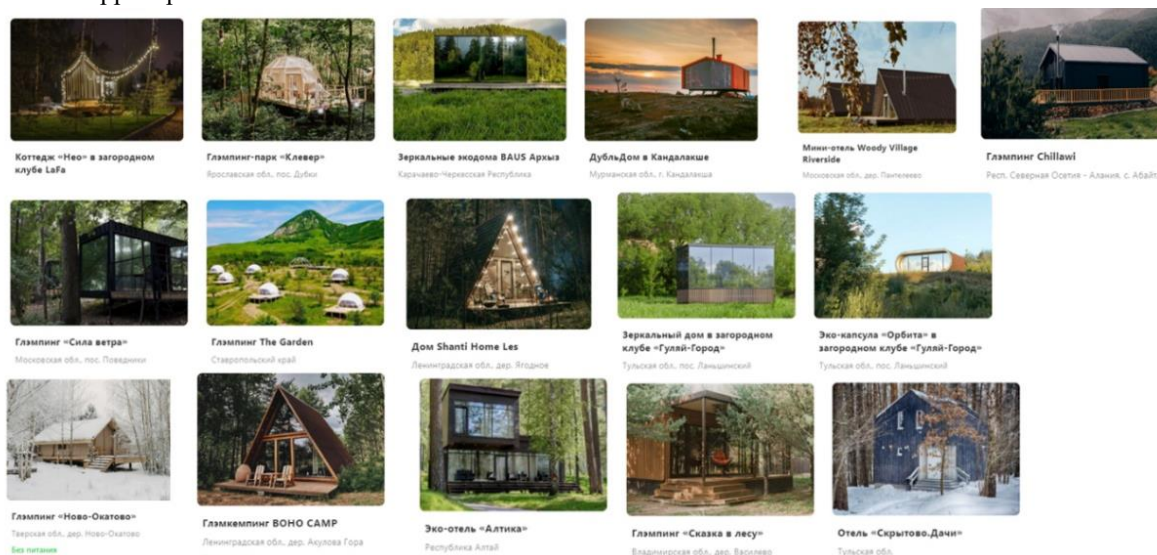 Коттедж «Нео» в загородном
клубе LaFa
Глэмпинг-парк «Клевер»
Ярославская обл., пос. Дубки
Зеркальные экодома BAUS Архыз
Карачаево-Черкесская Республика
ДубльДом в Кандалакше
Мурманская обл., г. Кандалакша
Мини-отель Woody Village
Riverside
Московская обл., дер. Пантелеево
Глэмпинг Chillawi
Респ. Северная Осетия - Алания, с. Абайт
Глэмпинг «Сила ветра»
Московская обл., пос. Поведники
Глэмпинг The Garden
Ставропольский край
Дом Shanti Home Les
Ленинградская обл., дер. Ягодное
Зеркальный дом в загородном
клубе «Гуляй-Город»
Тульская обл., пос. Ланьшинский
Эко-капсула «Орбита» в
загородном клубе «Гуляй-Город»
Тульская обл., пос. Ланьшинский
Глэмпинг «Ново-Окатово»
Тверская обл., дер. Ново-Окатово
Без питания
Глэмкемпинг BOHO CAMP
Ленинградская обл., дер. Акулова Гора
Эко-отель «Алтика»
Республика Алтай
Глэмпинг «Сказка в лесу»
Владимирская обл., дер. Василево
Отель «Скрытово.Дачи»
Тульская обл.